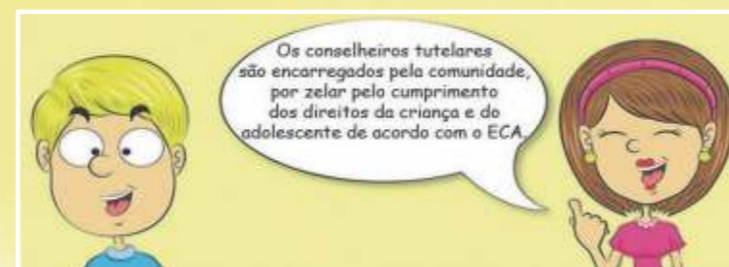 Os conselheiros tutelares
são encarregados pela comunidade,
por zelar pelo cumprimento
dos direitos da criança e do
adolescente de acordo com o ECA.